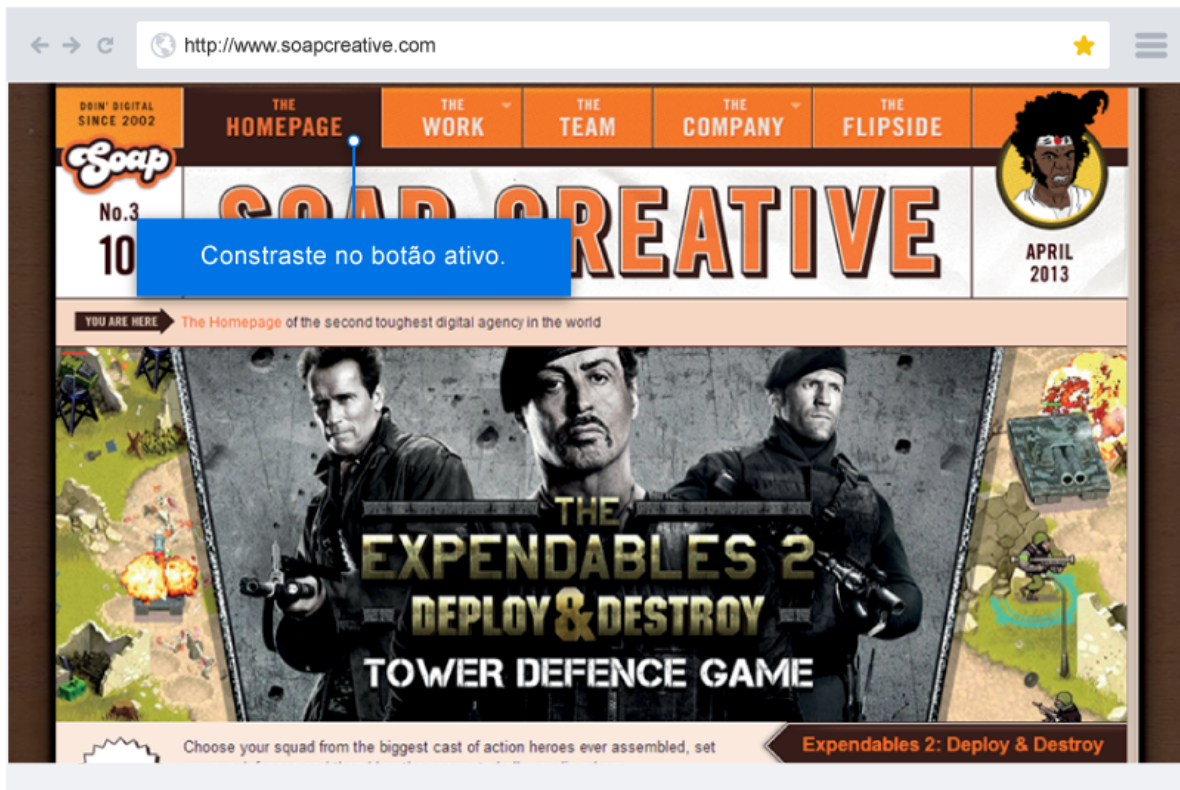 http://www.soapcreative.com
DOIN' DIGITAL
SINCE 2002
THE
HOMEPAGE
THE
WORK
THE
TEAM
THE
COMPANY
THE
FLIPSIDE
Soap
No.3
10
SOAP CREATIVE
APRIL
2013
Constraste no botão ativo.
YOU ARE HERE
The Homepage of the second toughest digital agency in the world
THE
EXPENDABLES 2
DEPLOY & DESTROY
TOWER DEFENCE GAME
Choose your squad from the biggest cast of action heroes ever assembled, set
Expendables 2: Deploy & Destroy